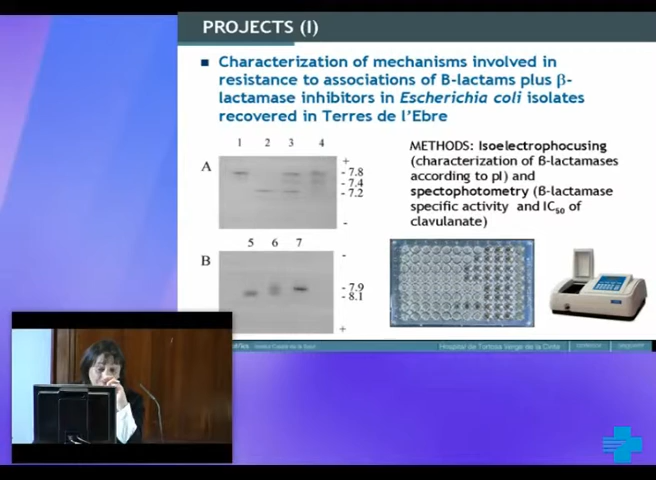 PROJECTS (I)
Characterization of mechanisms involved in
resistance to associations of B-lactams plus β-
lactamase inhibitors in Escherichia coli isolates
recovered in Terres de l'Ebre
METHODS: Isoelectrophocusing
(characterization of B-lactamases
according to pI) and
spectophotometry (B-lactamase
specific activity and IC50 of
clavulanate)
1 2 3 4
A
+
- 7.8
- 7.4
- 7.2
-
5 6 7
B
-
- 7.9
- 8.1
+
Hospital de Tortosa Verge de la Cinta